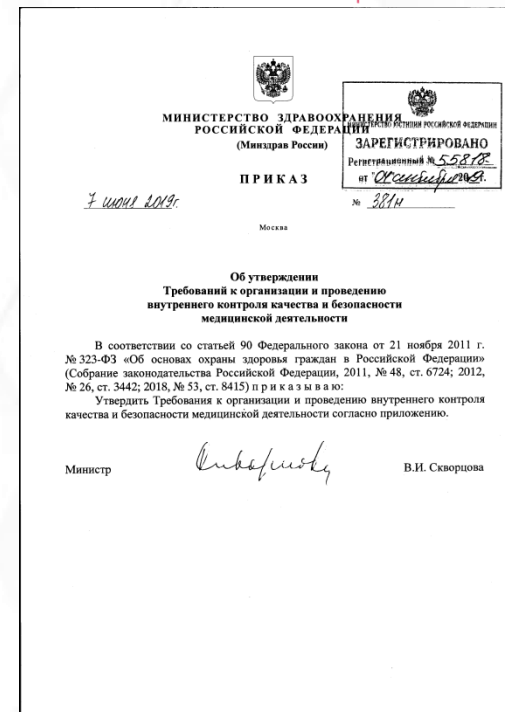 МИНИСТЕРСТВО ЗДРАВООХРАНЕНИЯ
РОССИЙСКОЙ ФЕДЕРАЦИИ
(Минздрав России)
МИНИСТЕРСТВО ЮСТИЦИИ РОССИЙСКОЙ ФЕДЕРАЦИИ
ЗАРЕГИСТРИРОВАНО
Регистрационный № 55818
от "04 сентября 2019.
ПРИКАЗ
7 июня 2019г.
№ 381н
Москва
Об утверждении
Требований к организации и проведению
внутреннего контроля качества и безопасности
медицинской деятельности
В соответствии со статьей 90 Федерального закона от 21 ноября 2011 г.
№ 323-ФЗ «Об основах охраны здоровья граждан в Российской Федерации»
(Собрание законодательства Российской Федерации, 2011, № 48, ст. 6724; 2012,
№ 26, ст. 3442; 2018, № 53, ст. 8415) п р и к а з ы в а ю:
Утвердить Требования к организации и проведению внутреннего контроля
качества и безопасности медицинской деятельности согласно приложению.
Министр
В.И. Скворцова